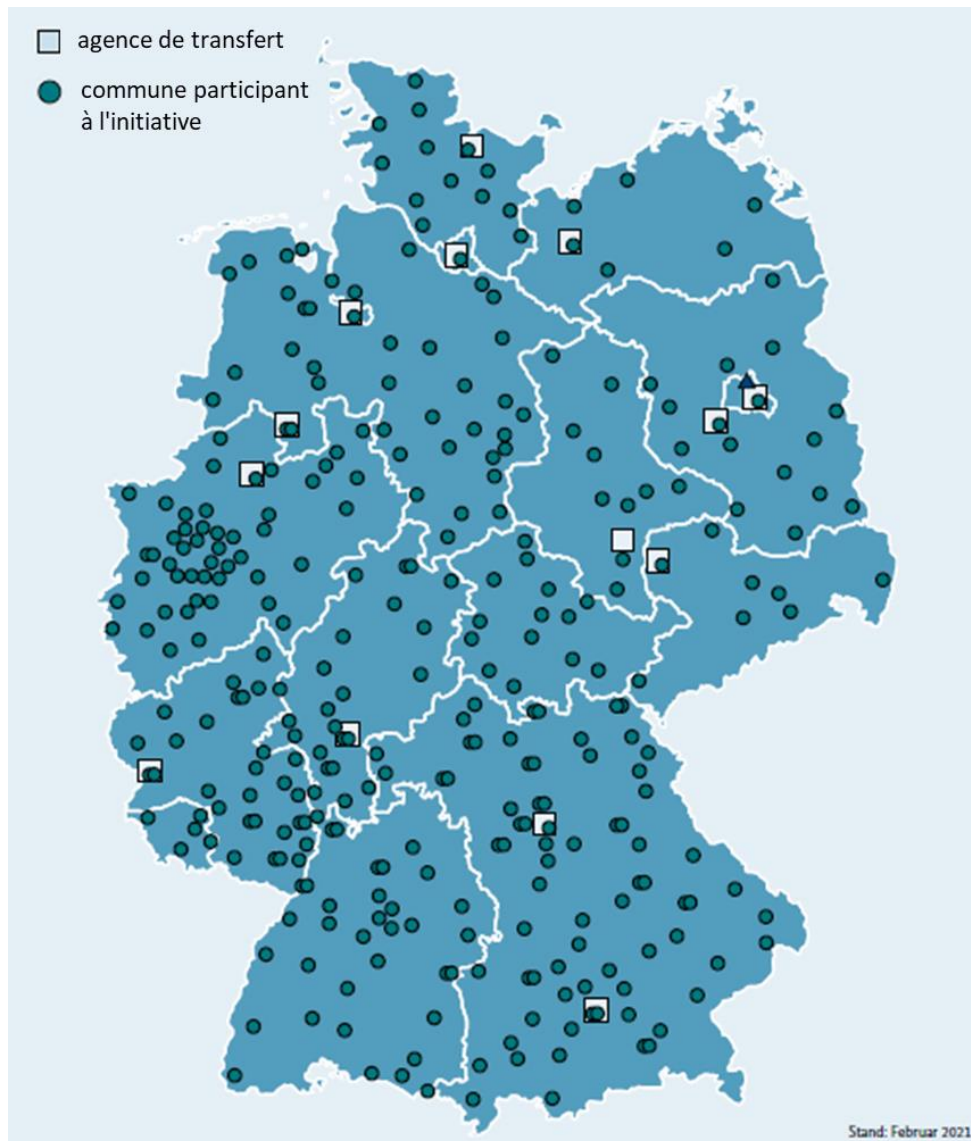 agence de transfert
commune participant
à l'initiative
Stand: Februar 2021